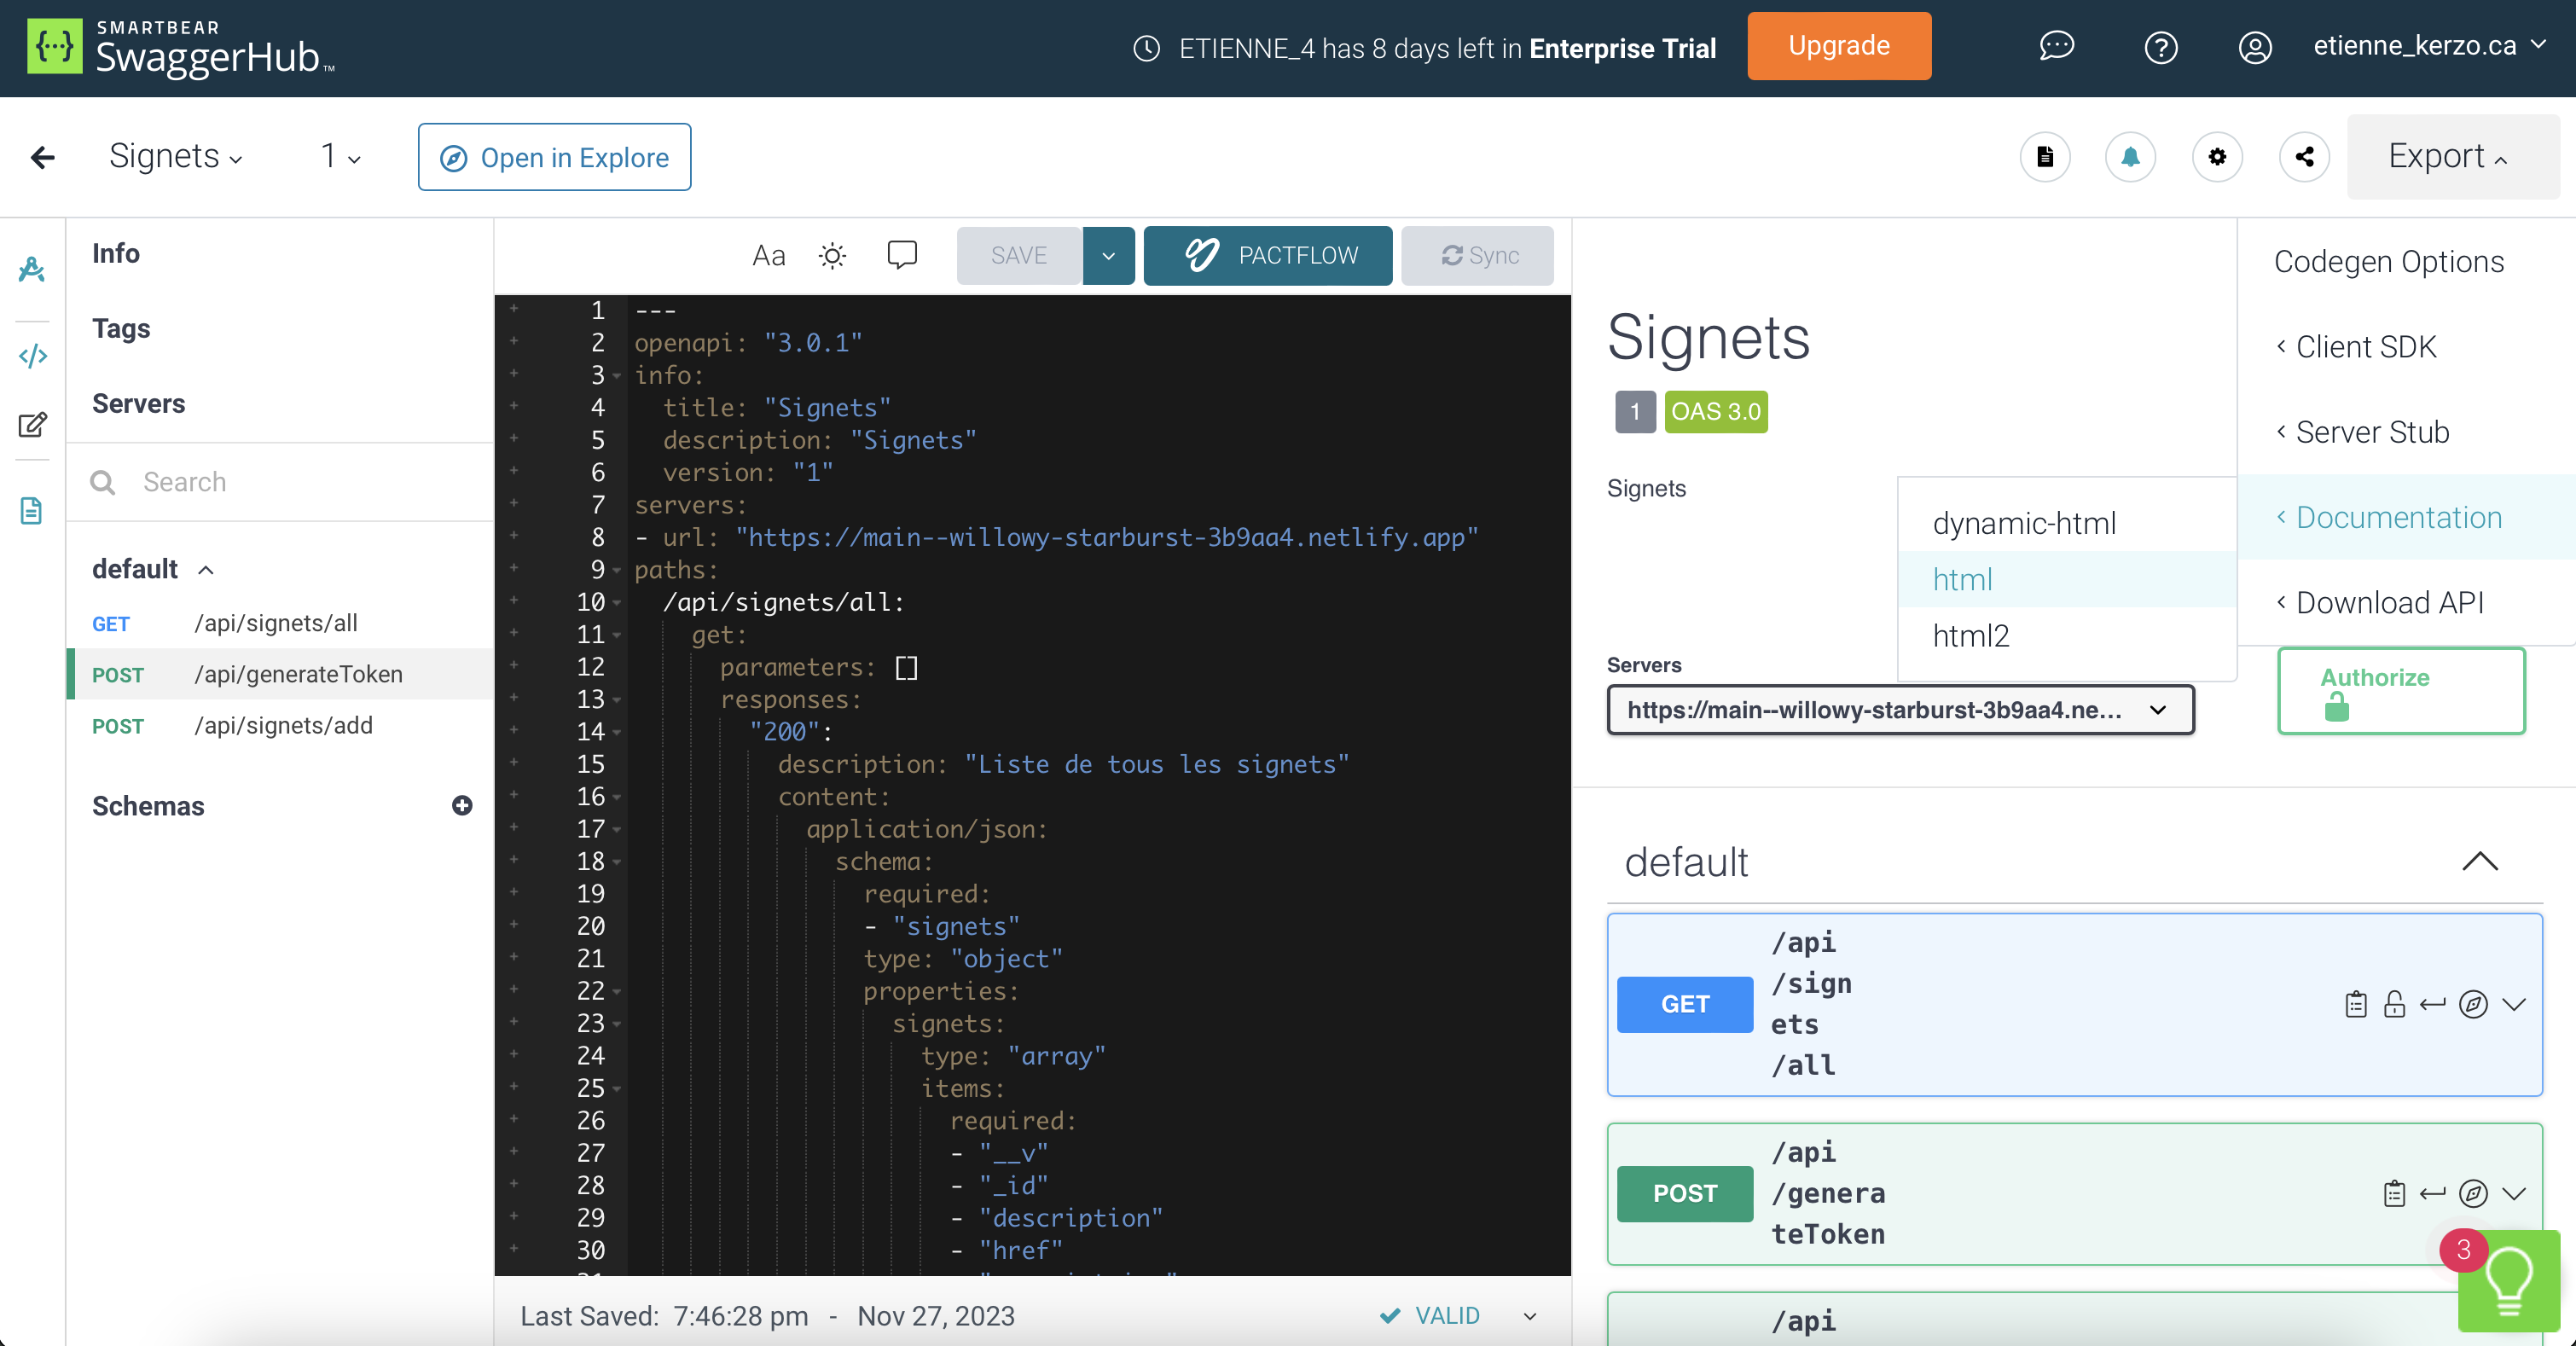 SMARTBEAR
SwaggerHub™
ETIENNE_4 has 8 days left in Enterprise Trial
Upgrade
etienne_kerzo.ca
Signets
1
Open in Explore
Export
Info
Tags
Servers
Search
default
GET /api/signets/all
POST /api/generateToken
POST /api/signets/add
Schemas
Aa
SAVE
PACTFLOW
Sync
1 ---
2 openapi: "3.0.1"
3 info:
4 title: "Signets"
5 description: "Signets"
6 version: "1"
7 servers:
8 - url: "https://main--willowy-starburst-3b9aa4.netlify.app"
9 paths:
10 /api/signets/all:
11 get:
12 parameters: []
13 responses:
14 "200":
15 description: "Liste de tous les signets"
16 content:
17 application/json:
18 schema:
19 required:
20 - "signets"
21 type: "object"
22 properties:
23 signets:
24 type: "array"
25 items:
26 required:
27 - "__v"
28 - "_id"
29 - "description"
30 - "href"
Last Saved: 7:46:28 pm - Nov 27, 2023
VALID
Signets
1 OAS 3.0
Signets
dynamic-html
html
html2
Codegen Options
Client SDK
Server Stub
Documentation
Download API
Servers
https://main--willowy-starburst-3b9aa4.ne...
Authorize
default
GET
/api
/sign
ets
/all
POST
/api
/genera
teToken
3
/api